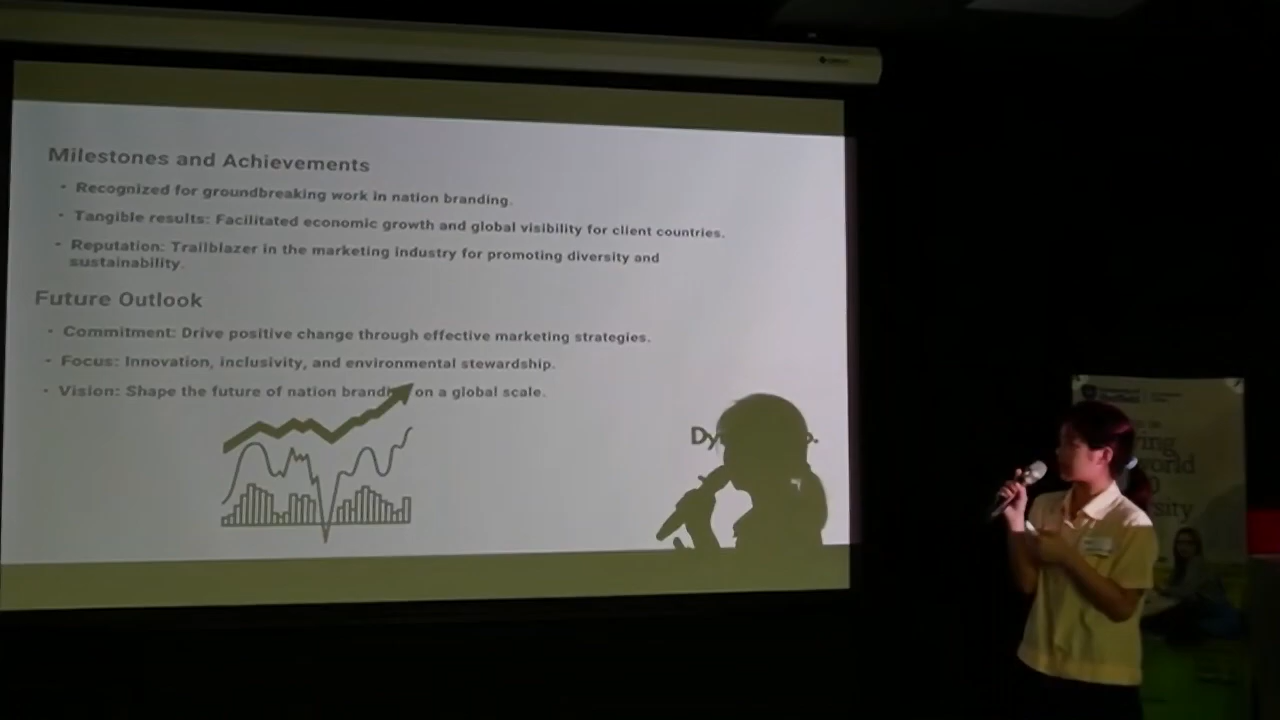 Milestones and Achievements
• Recognized for groundbreaking work in nation branding.
• Tangible results: Facilitated economic growth and global visibility for client countries.
• Reputation: Trailblazer in the marketing industry for promoting diversity and
sustainability.
Future Outlook
• Commitment: Drive positive change through effective marketing strategies.
• Focus: Innovation, inclusivity, and environmental stewardship.
• Vision: Shape the future of nation on a global scale.
world